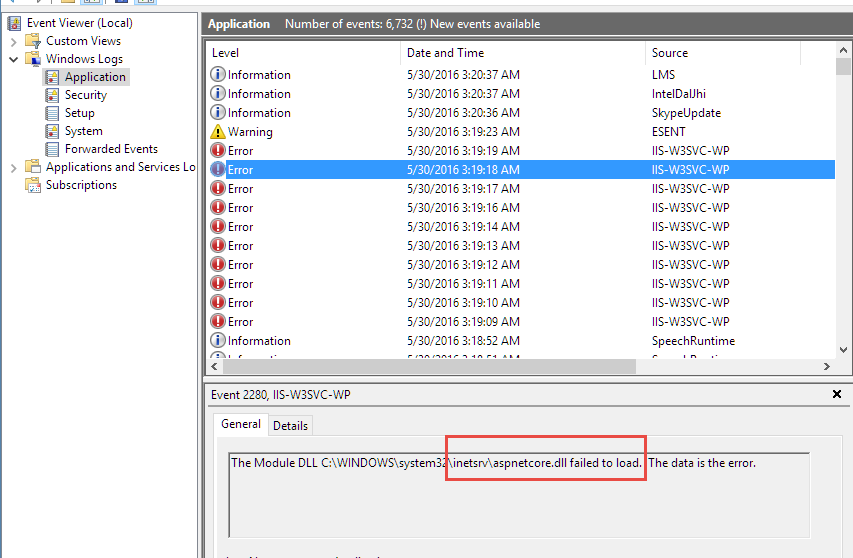 Event Viewer (Local)
Custom Views
Windows Logs
Application
Security
Setup
System
Forwarded Events
Applications and Services Lo
Subscriptions
Application Number of events: 6,732 (!) New events available
Level Date and Time Source
Information 5/30/2016 3:20:37 AM LMS
Information 5/30/2016 3:20:37 AM IntelDalJhi
Information 5/30/2016 3:20:36 AM SkypeUpdate
Warning 5/30/2016 3:19:23 AM ESENT
Error 5/30/2016 3:19:19 AM IIS-W3SVC-WP
Error 5/30/2016 3:19:18 AM IIS-W3SVC-WP
Error 5/30/2016 3:19:17 AM IIS-W3SVC-WP
Error 5/30/2016 3:19:16 AM IIS-W3SVC-WP
Error 5/30/2016 3:19:14 AM IIS-W3SVC-WP
Error 5/30/2016 3:19:13 AM IIS-W3SVC-WP
Error 5/30/2016 3:19:12 AM IIS-W3SVC-WP
Error 5/30/2016 3:19:11 AM IIS-W3SVC-WP
Error 5/30/2016 3:19:10 AM IIS-W3SVC-WP
Error 5/30/2016 3:19:09 AM IIS-W3SVC-WP
Information 5/30/2016 3:18:52 AM SpeechRuntime
Event 2280, IIS-W3SVC-WP
General Details
The Module DLL C:\WINDOWS\system32\inetsrv\aspnetcore.dll failed to load. The data is the error.